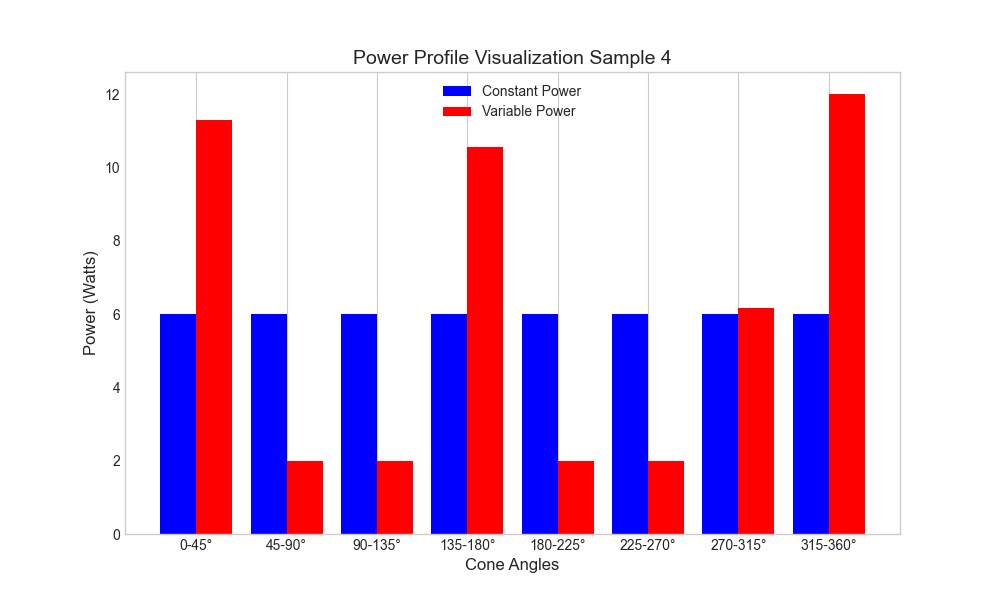 Power Profile Visualization Sample 4
Constant Power
Variable Power
Power (Watts)
12
10
8
6
4
2
0
0-45° 45-90° 90-135° 135-180° 180-225° 225-270° 270-315° 315-360°
Cone Angles